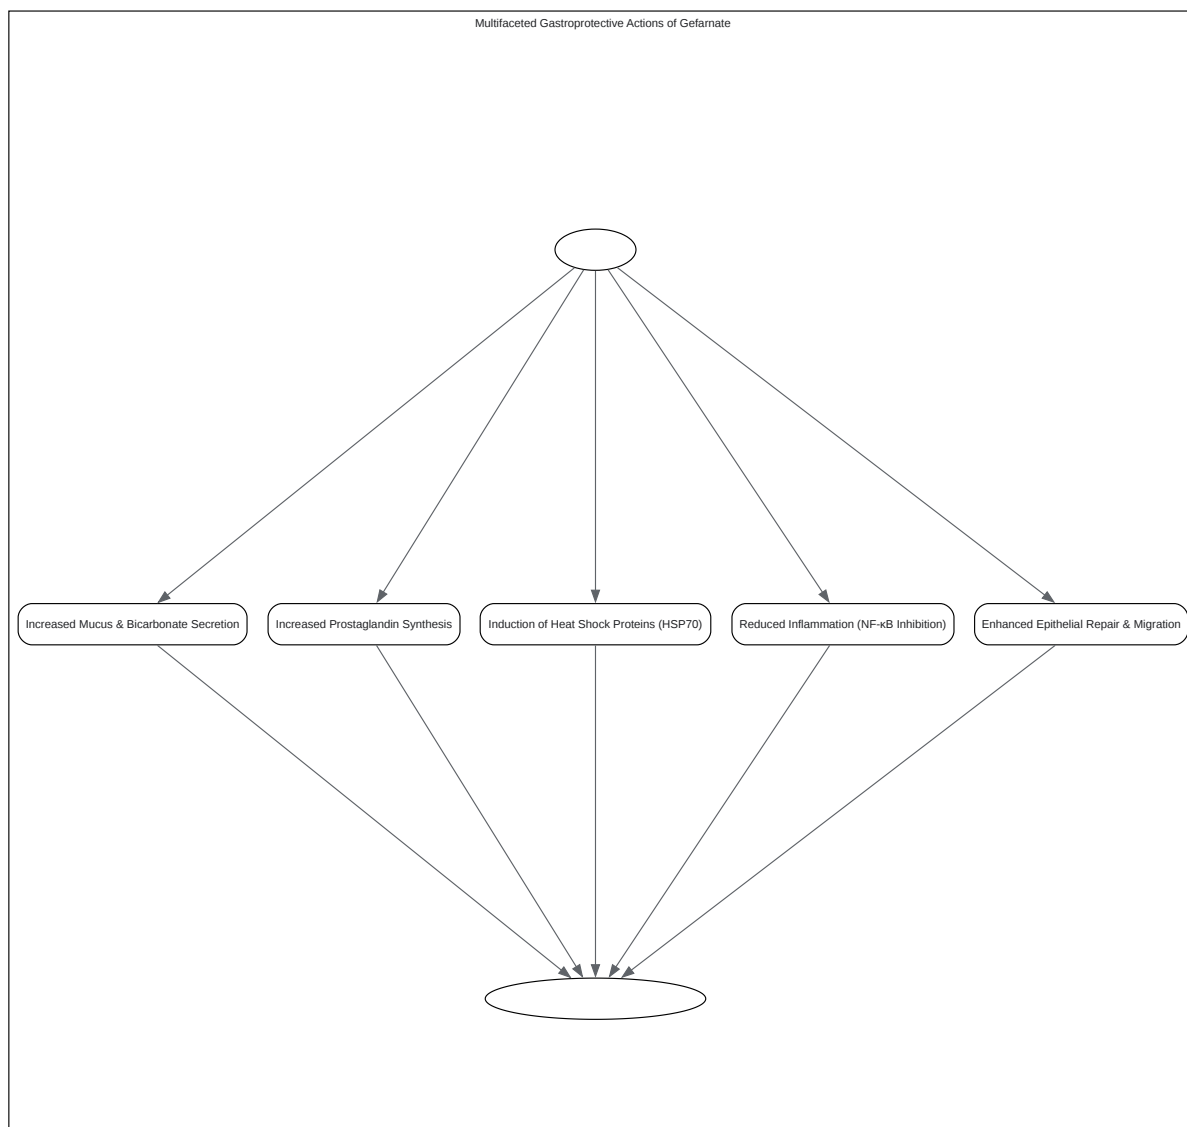 Multifaceted Gastroprotective Actions of Gefarnate
Increased Mucus & Bicarbonate Secretion
Increased Prostaglandin Synthesis
Induction of Heat Shock Proteins (HSP70)
Reduced Inflammation (NF-κB Inhibition)
Enhanced Epithelial Repair & Migration